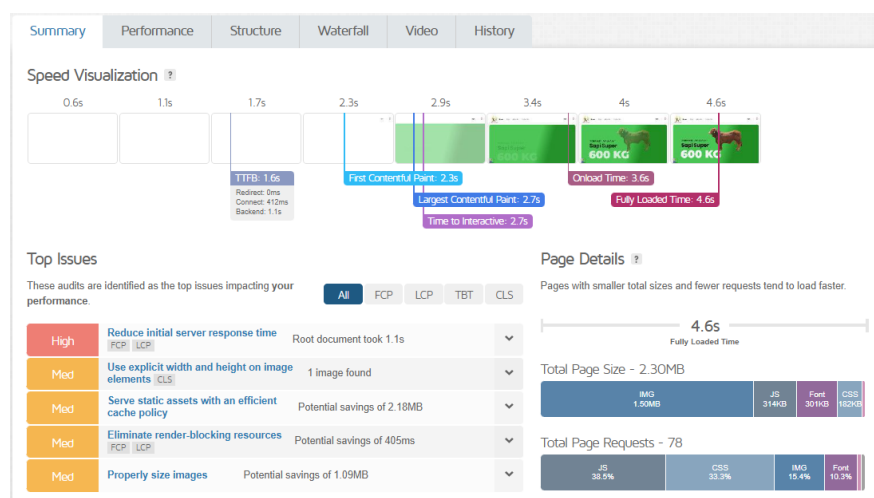 Summary Performance Structure Waterfall Video History
Speed Visualization ?
0.6s 1.1s 1.7s 2.3s 2.9s 3.4s 4s 4.6s
Sapi Super
600 KG
Sapi Super
600 KG
Sapi Super
600 KG
TTFB: 1.6s
Redirect: 0ms
Connect: 412ms
Backend: 1.1s
First Contentful Paint: 2.3s
Largest Contentful Paint: 2.7s
Time to Interactive: 2.7s
Onload Time: 3.6s
Fully Loaded Time: 4.6s
Top Issues
These audits are identified as the top issues impacting your
performance.
All FCP LCP TBT CLS
High Reduce initial server response time Root document took 1.1s
FCP LCP
Med Use explicit width and height on image 1 image found
elements CLS
Med Serve static assets with an efficient Potential savings of 2.18MB
cache policy
Med Eliminate render-blocking resources Potential savings of 405ms
FCP LCP
Med Properly size images Potential savings of 1.09MB
Page Details ?
Pages with smaller total sizes and fewer requests tend to load faster.
4.6s
Fully Loaded Time
Total Page Size - 2.30MB
IMG JS Font CSS
1.50MB 314KB 301KB 182KB
Total Page Requests - 78
JS CSS IMG Font
38.5% 33.3% 15.4% 10.3%